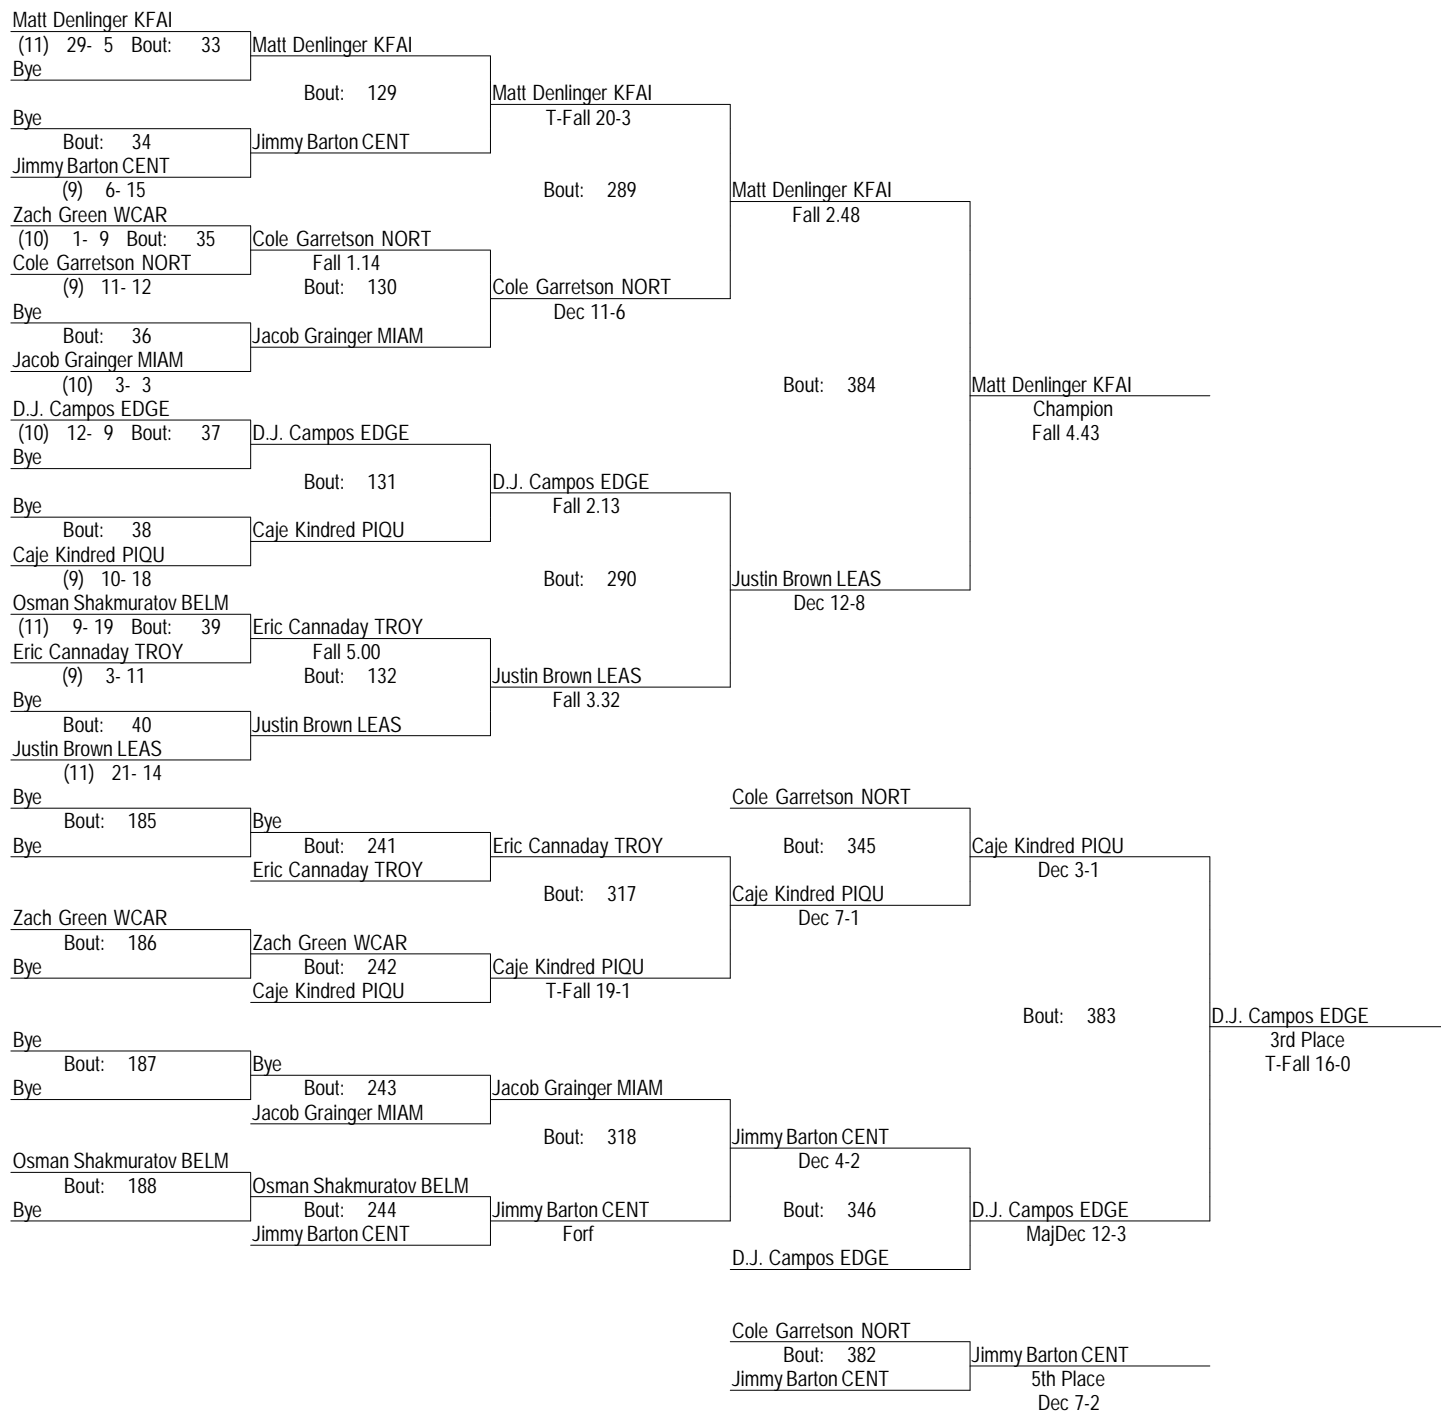 Matt Denlinger KFAI
(11) 29- 5 Bout: 33 Matt Denlinger KFAI
Bye
Bout: 129 Matt Denlinger KFAI
Bye T-Fall 20-3
Bout: 34 Jimmy Barton CENT
Jimmy Barton CENT
(9) 6- 15 Bout: 289 Matt Denlinger KFAI
Zach Green WCAR Fall 2.48
(10) 1- 9 Bout: 35 Cole Garretson NORT
Cole Garretson NORT Fall 1.14
(9) 11- 12 Bout: 130 Cole Garretson NORT
Bye Dec 11-6
Bout: 36 Jacob Grainger MIAM
Jacob Grainger MIAM
(10) 3- 3 Bout: 384 Matt Denlinger KFAI
D.J. Campos EDGE Champion
(10) 12- 9 Bout: 37 D.J. Campos EDGE Fall 4.43
Bye
Bout: 131 D.J. Campos EDGE
Bye Fall 2.13
Bout: 38 Caje Kindred PIQU
Caje Kindred PIQU
(9) 10- 18 Bout: 290 Justin Brown LEAS
Osman Shakmuratov BELM Dec 12-8
(11) 9- 19 Bout: 39 Eric Cannaday TROY
Eric Cannaday TROY Fall 5.00
(9) 3- 11 Bout: 132 Justin Brown LEAS
Bye Fall 3.32
Bout: 40 Justin Brown LEAS
Justin Brown LEAS
(11) 21- 14
Bye Cole Garretson NORT
Bout: 185 Bye
Bye Bout: 241 Eric Cannaday TROY Bout: 345 Caje Kindred PIQU
Eric Cannaday TROY Dec 3-1
Bout: 317 Caje Kindred PIQU
Zach Green WCAR Dec 7-1
Bout: 186 Zach Green WCAR
Bye Bout: 242 Caje Kindred PIQU
Caje Kindred PIQU T-Fall 19-1
Bout: 383 D.J. Campos EDGE
Bye 3rd Place
Bout: 187 Bye T-Fall 16-0
Bye Bout: 243 Jacob Grainger MIAM
Jacob Grainger MIAM
Bout: 318 Jimmy Barton CENT
Osman Shakmuratov BELM Dec 4-2
Bout: 188 Osman Shakmuratov BELM
Bye Bout: 244 Jimmy Barton CENT Bout: 346 D.J. Campos EDGE
Jimmy Barton CENT Forf MajDec 12-3
D.J. Campos EDGE
Cole Garretson NORT
Bout: 382 Jimmy Barton CENT
Jimmy Barton CENT 5th Place
Dec 7-2